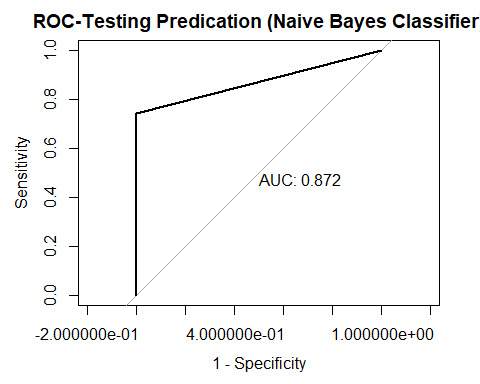 ROC-Testing Predication (Naive Bayes Classifier
1.0
0.8
0.6
0.4
0.2
0.0
Sensitivity
AUC: 0.872
-2.000000e-01 4.000000e-01 1.000000e+00
1 - Specificity